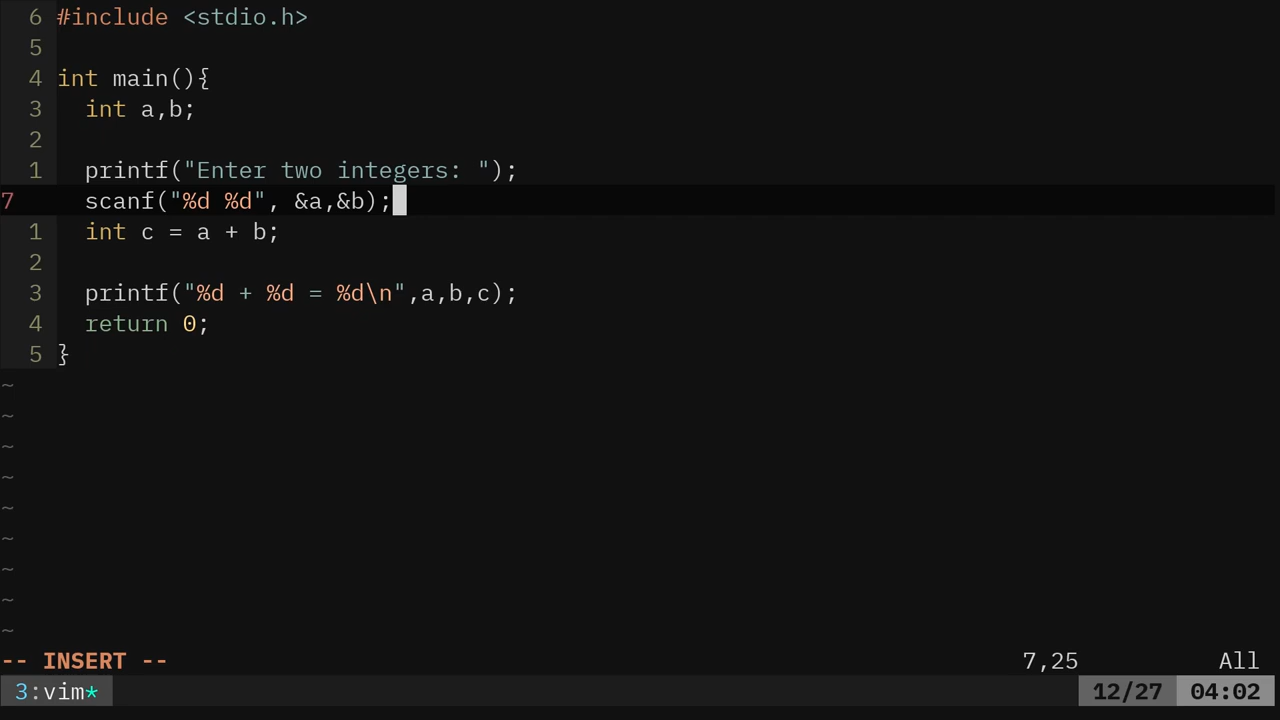 6 #include <stdio.h>
5
4 int main(){
3   int a,b;
2
1   printf("Enter two integers: ");
7   scanf("%d %d", &a,&b);
1   int c = a + b;
2
3   printf("%d + %d = %d\n",a,b,c);
4   return 0;
5 }
~
~
~
~
~
~
~
~
~
-- INSERT -- 7,25 All
3:vim* 12/27 04:02